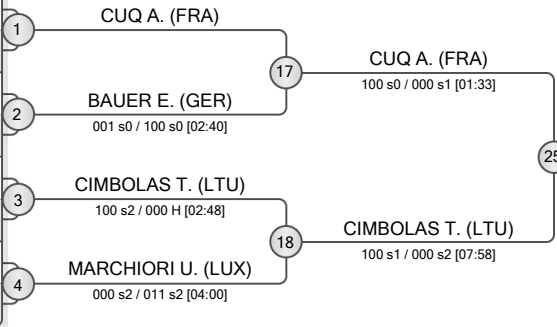 CUQ A. (FRA)
1
17
CUQ A. (FRA)
100 s0 / 000 s1 [01:33]
BAUER E. (GER)
2
001 s0 / 100 s0 [02:40]
25
CIMBOLAS T. (LTU)
3
100 s2 / 000 H [02:48]
18
CIMBOLAS T. (LTU)
100 s1 / 000 s2 [07:58]
MARCHIORI U. (LUX)
4
000 s2 / 011 s2 [04:00]